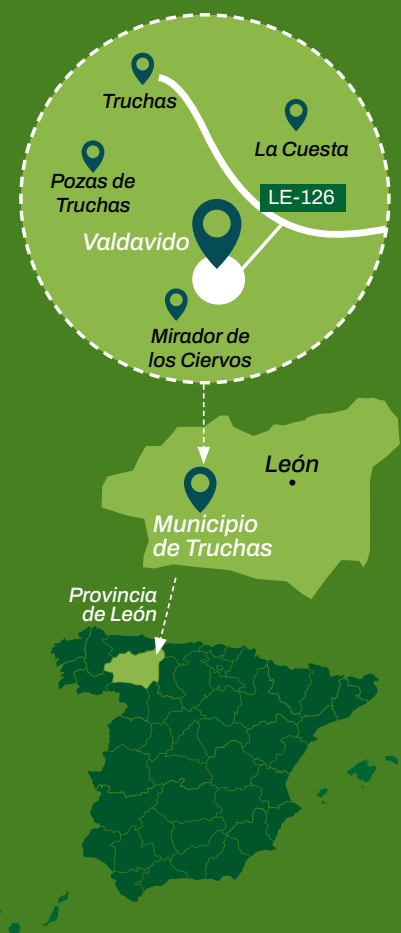 Truchas
La Cuesta
Pozas de
Truchas
LE-126
Valdavido
Mirador de
los Ciervos
León
Municipio
de Truchas
Provincia
de León